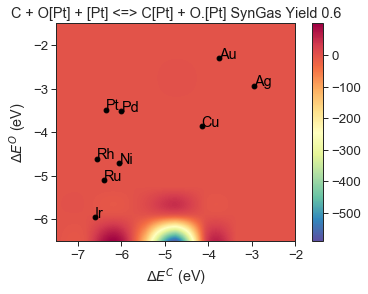 C + O[Pt] + [Pt] <=> C[Pt] + O.[Pt] SynGas Yield 0.6
−2
−3
−4
−5
−6
ΔE^O (eV)
Au
Ag
Pt
Pd
Cu
Rh
Ni
Ru
Ir
−7
−6
−5
−4
−3
−2
ΔE^C (eV)
0
−100
−200
−300
−400
−500